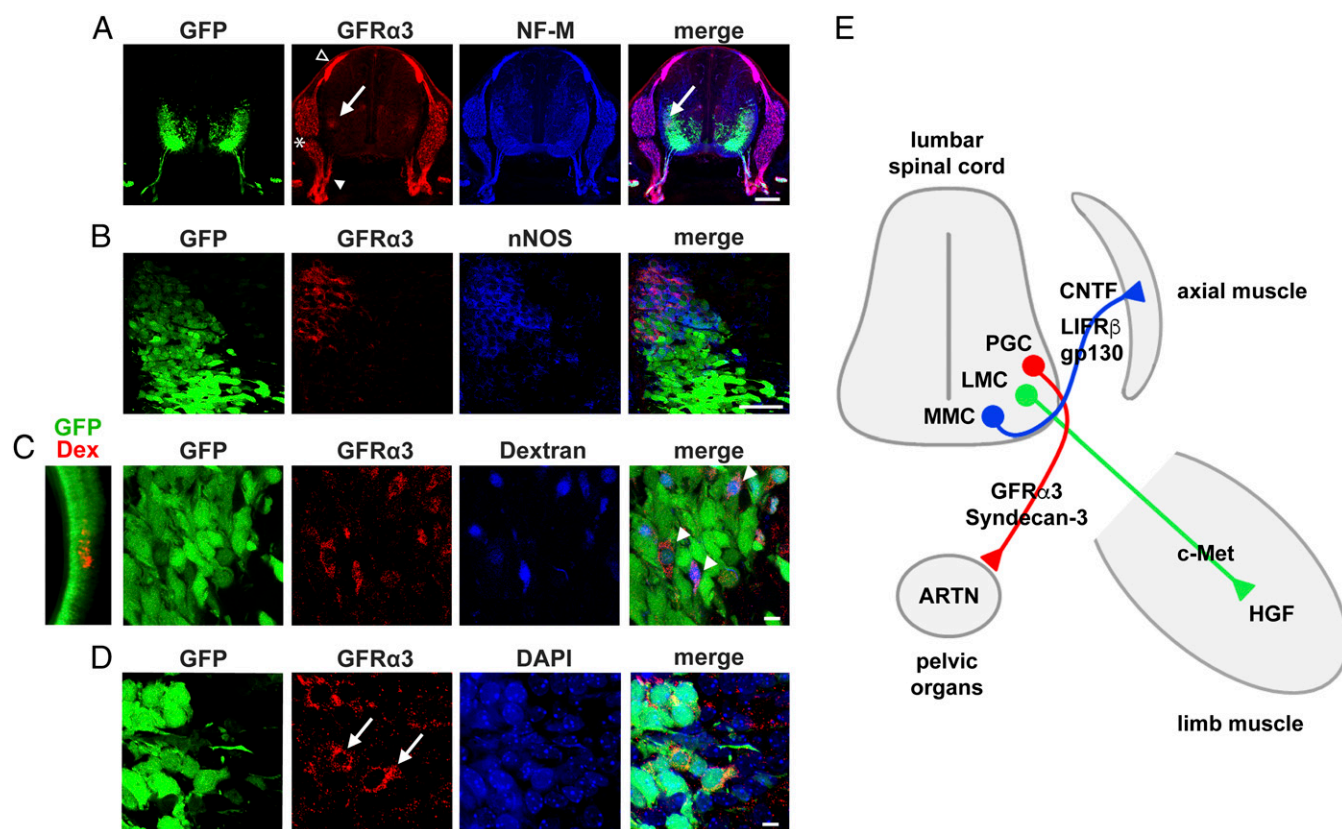 A
GFP
GFRα3
NF-M
merge
*
B
GFP
GFRα3
nNOS
merge
C
GFP
Dex
GFP
GFRα3
Dextran
merge
D
GFP
GFRα3
DAPI
merge
E
lumbar
spinal cord
CNTF
axial muscle
LIFRβ
gp130
PGC
LMC
MMC
GFRα3
Syndecan-3
c-Met
ARTN
HGF
pelvic
organs
limb muscle